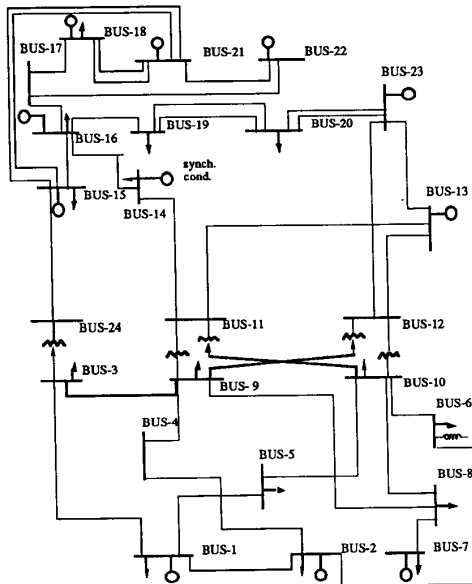 BUS-18
BUS-17
BUS-21
BUS-22
BUS-23
BUS-16
BUS-19
BUS-20
synch.
cond.
BUS-15
BUS-14
BUS-13
BUS-24
BUS-11
BUS-12
BUS-3
BUS- 9
BUS-10
BUS-6
BUS-4
BUS-5
BUS-8
BUS-1
BUS-2
BUS-7